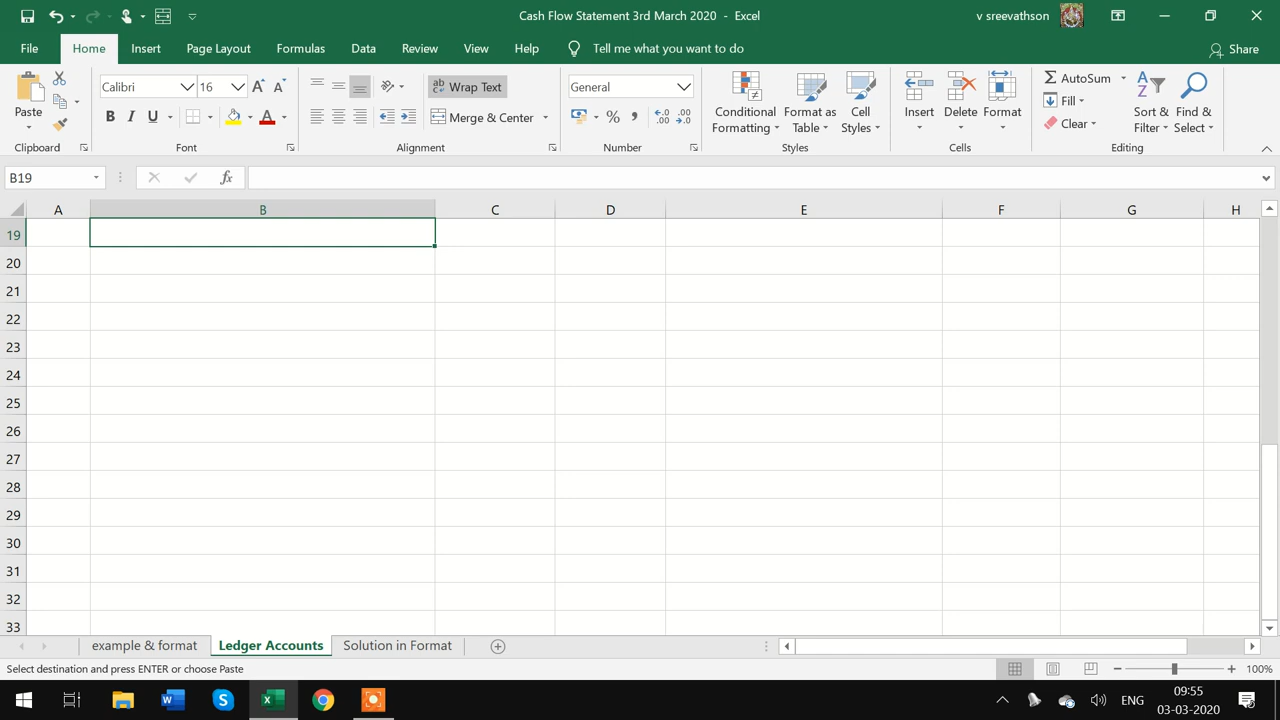 Cash Flow Statement 3rd March 2020 - Excel
v sreevathson
File Home Insert Page Layout Formulas Data Review View Help Tell me what you want to do Share
Paste
Clipboard
Calibri 16
B I U A
Font
Wrap Text
Merge & Center
Alignment
General
% , .00
Number
Conditional Formatting
Format as Table
Cell Styles
Styles
Insert Delete Format
Cells
AutoSum
Fill
Clear
Sort & Filter
Find & Select
Editing
B19 fx
A B C D E F G H
19
20
21
22
23
24
25
26
27
28
29
30
31
32
33
example & format Ledger Accounts Solution in Format
Select destination and press ENTER or choose Paste 100%
ENG 09:55
03-03-2020